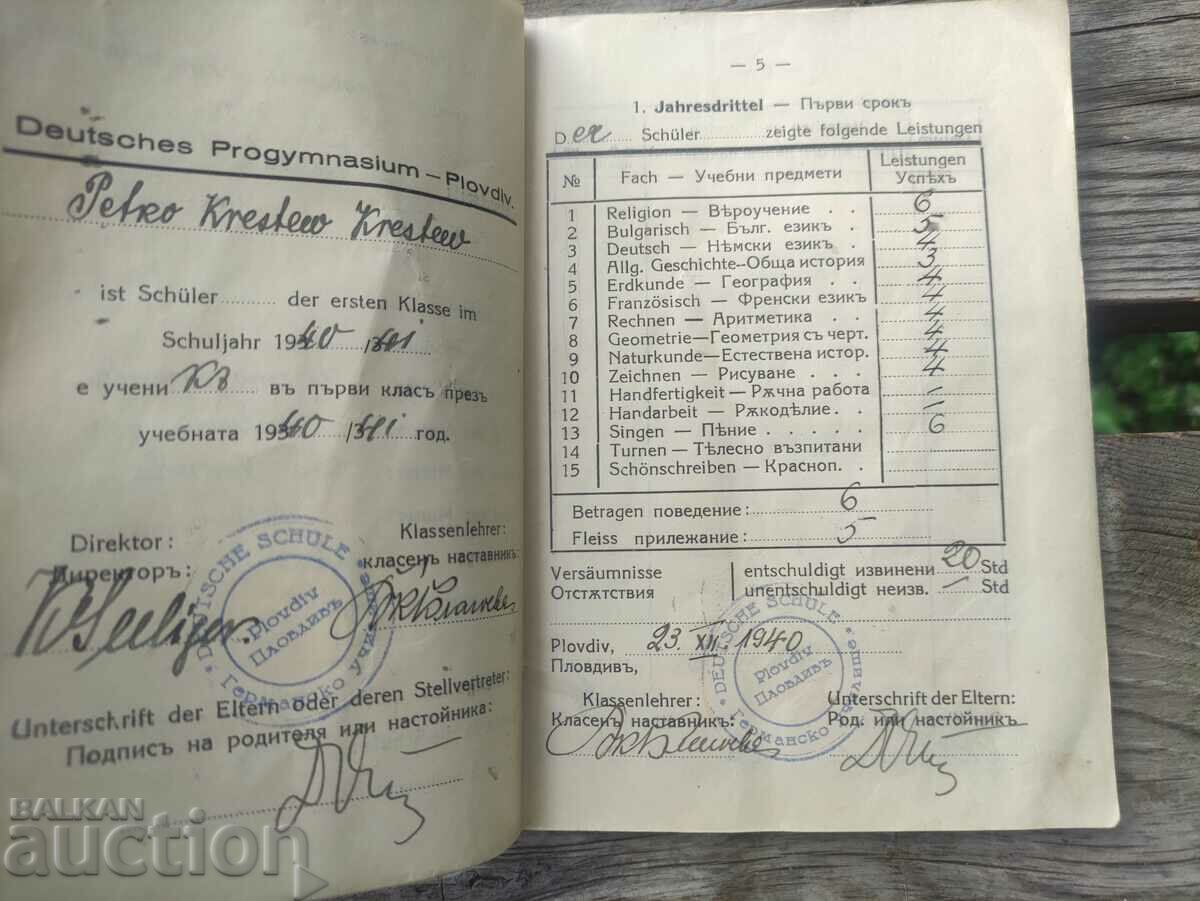 Deutsches Progymnasium – Plovdiv.
Petko Krestew Krestew
ist Schüler der ersten Klasse im
Schuljahr 1940/41
е учени къ въ първи класъ презъ
учебната 1940/41 год.
Direktor:
Директоръ:
Klassenlehrer:
класенъ наставникъ:
DEUTSCHE SCHULE
Plovdiv
Пловдивъ
Германско училище
Unterschrift der Eltern oder deren Stellvertreter:
Подписъ на родителя или настойника:
— 5 —
1. Jahresdrittel — Първи срокъ
Der Schüler zeigte folgende Leistungen
№ Fach — Учебни предмети Leistungen Успѣхъ
1 Religion — Вѣроучение . . 6
2 Bulgarisch — Бълг. езикъ . 5
3 Deutsch — Нѣмски езикъ . 4
4 Allg. Geschichte--Обща история 3
5 Erdkunde — География . . 4
6 Französisch — Френски езикъ 4
7 Rechnen — Аритметика . . 4
8 Geometrie—Геометрия съ черт. 4
9 Naturkunde—Естествена истор. 4
10 Zeichnen — Рисуване . . . 4
11 Handfertigkeit — Рѫчна работа –
12 Handarbeit — Рѫкодѣлие . . –
13 Singen — Пѣние . . . . . 6
14 Turnen — Тѣлесно възпитани
15 Schönschreiben — Красноп. .
Betragen поведение: 6
Fleiss прилежание: 5
Versäumnisse entschuldigt извинени 20 Std
Отсѫтствия unentschuldigt неизв. – Std
Plovdiv, 23. XII. 1940
Пловдивъ,
DEUTSCHE SCHULE
Plovdiv
Пловдивъ
Германско училище
Klassenlehrer: Unterschrift der Eltern:
Класенъ наставникъ: Род. или настойникъ
BALKAN
auction